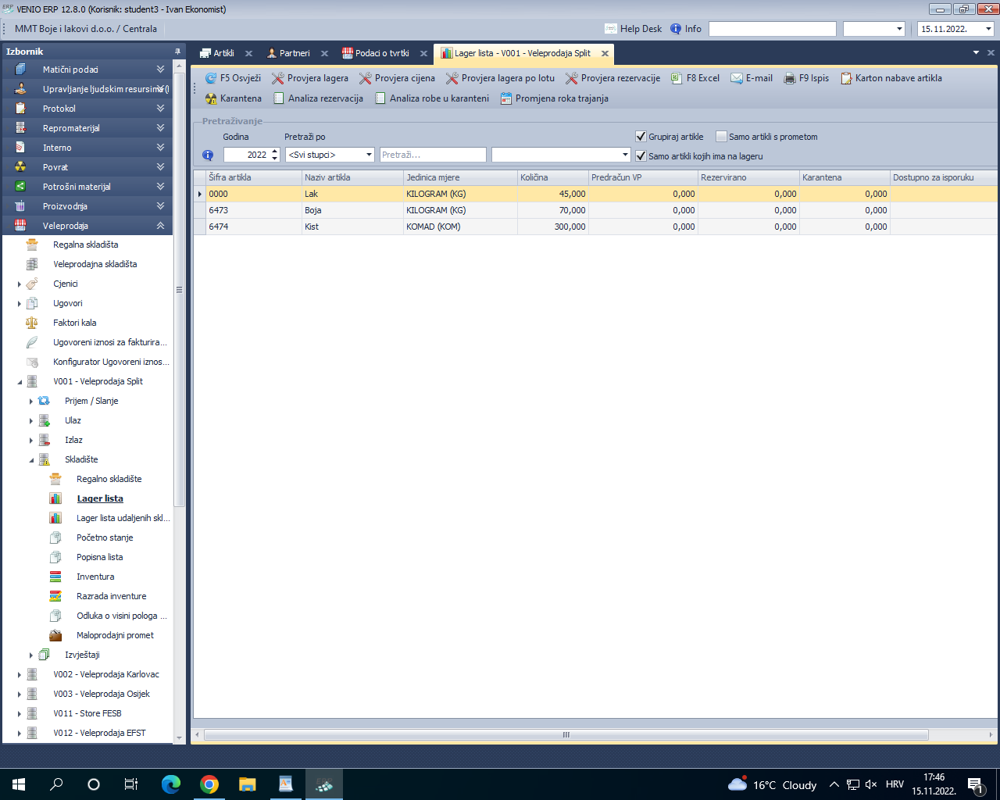 VENIO ERP 12.8.0 (Korisnik: student3 - Ivan Ekonomist)
MMT Boje i lakovi d.o.o. / Centrala
Help Desk
Info
15.11.2022.
Izbornik
Matični podaci
Upravljanje ljudskim resursima (
Protokol
Repromaterijal
Interno
Povrat
Potrošni materijal
Proizvodnja
Veleprodaja
Regalna skladišta
Veleprodajna skladišta
Cjenici
Ugovori
Faktori kala
Ugovoreni iznosi za fakturira...
Konfigurator Ugovoreni iznos...
V001 - Veleprodaja Split
Prijem / Slanje
Ulaz
Izlaz
Skladište
Regalno skladište
Lager lista
Lager lista udaljenih skl...
Početno stanje
Popisna lista
Inventura
Razrada inventure
Odluka o visini pologa ...
Maloprodajni promet
Izvještaji
V002 - Veleprodaja Karlovac
V003 - Veleprodaja Osijek
V011 - Store FESB
V012 - Veleprodaja EFST
Artikli
Partneri
Podaci o tvrtki
Lager lista - V001 - Veleprodaja Split
F5 Osvježi
Provjera lagera
Provjera cijena
Provjera lagera po lotu
Provjera rezervacije
F8 Excel
E-mail
F9 Ispis
Karton nabave artikla
Karantena
Analiza rezervacija
Analiza robe u karanteni
Promjena roka trajanja
Pretraživanje
Godina
Pretraži po
Grupiraj artikle
Samo artikli s prometom
2022
<Svi stupci>
Pretraži...
Samo artikli kojih ima na lageru
Šifra artikla Naziv artikla Jedinica mjere Količina Predračun VP Rezervirano Karantena Dostupno za isporuku
0000 Lak KILOGRAM (KG) 45,000 0,000 0,000 0,000
6473 Boja KILOGRAM (KG) 70,000 0,000 0,000 0,000
6474 Kist KOMAD (KOM) 300,000 0,000 0,000 0,000
16°C Cloudy
HRV
17:46
15.11.2022.
1